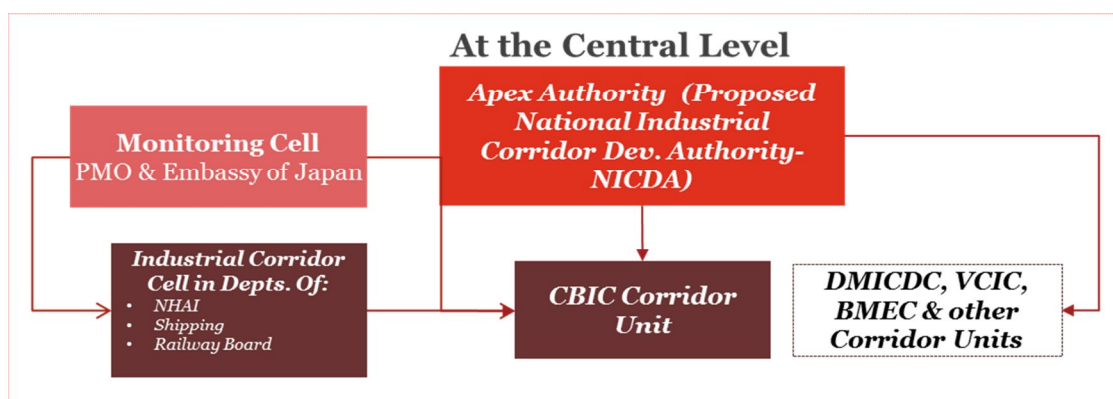 At the Central Level
Apex Authority (Proposed
National Industrial
Corridor Dev. Authority-
NICDA)
Monitoring Cell
PMO & Embassy of Japan
Industrial Corridor
Cell in Depts. Of:
• NHAI
• Shipping
• Railway Board
CBIC Corridor
Unit
DMICDC, VCIC,
BMEC & other
Corridor Units